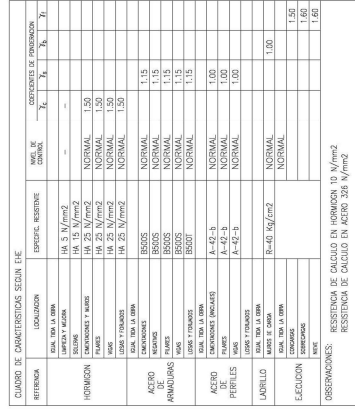 CUADRO DE CARACTERISTICAS SEGUN EHE
REFERENCIA LOCALIZACION ESPECIFIC. RESISTENTE NIVEL DE CONTROL COEFICIENTES DE PONDERACION
γc γs γb γf
HORMIGON
IGUAL TODA LA OBRA
LIMPIEZA Y MEJORA HA 5 N/mm2 – –
SOLERAS HA 15 N/mm2
CIMENTACIONES Y MUROS HA 25 N/mm2 NORMAL 1.50
PILARES HA 25 N/mm2 NORMAL 1.50
VIGAS HA 25 N/mm2 NORMAL 1.50
LOSAS Y FORJADOS HA 25 N/mm2 NORMAL 1.50
ACERO DE ARMADURAS
IGUAL TODA LA OBRA
CIMENTACIONES B500S NORMAL 1.15
NEGATIVOS B500S NORMAL 1.15
PILARES B500S NORMAL 1.15
VIGAS B500S NORMAL 1.15
LOSAS Y FORJADOS B500T NORMAL 1.15
ACERO DE PERFILES
IGUAL TODA LA OBRA
CIMENTACIONES (ANCLAJES) A-42-b NORMAL 1.00
PILARES A-42-b NORMAL 1.00
VIGAS A-42-b NORMAL 1.00
LOSAS Y FORJADOS
LADRILLO
IGUAL TODA LA OBRA
MUROS DE CARGA R=40 Kg/cm2 NORMAL 1.00
EJECUCION
IGUAL TODA LA OBRA NORMAL
CONCARGAS 1.50
SOBRECARGAS 1.60
NIEVE 1.60
OBSERVACIONES:
RESISTENCIA DE CALCULO EN HORMIOGN 10 N/mm2
RESISTENCIA DE CALCULO EN ACERO 326 N/mm2